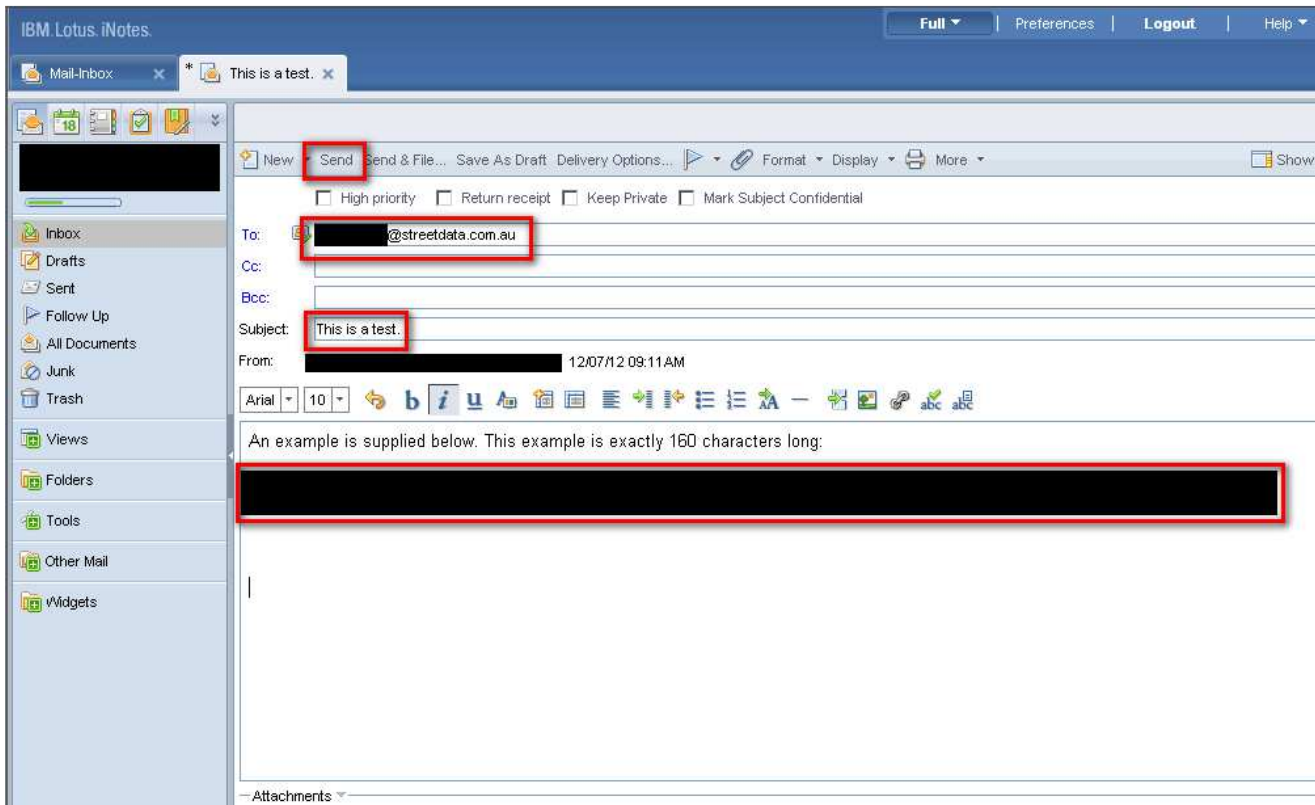 IBM.Lotus.iNotes.
Full | Preferences | Logout | Help
Mail-Inbox x * This is a test. x
18
New Send Send & File... Save As Draft Delivery Options... Format Display More Show
High priority Return receipt Keep Private Mark Subject Confidential
Inbox
Drafts
Sent
Follow Up
All Documents
Junk
Trash
Views
Folders
Tools
Other Mail
Widgets
To: @streetdata.com.au
Cc:
Bcc:
Subject: This is a test.
From: 12/07/12 09:11 AM
Arial 10 b i u
An example is supplied below. This example is exactly 160 characters long:
Attachments